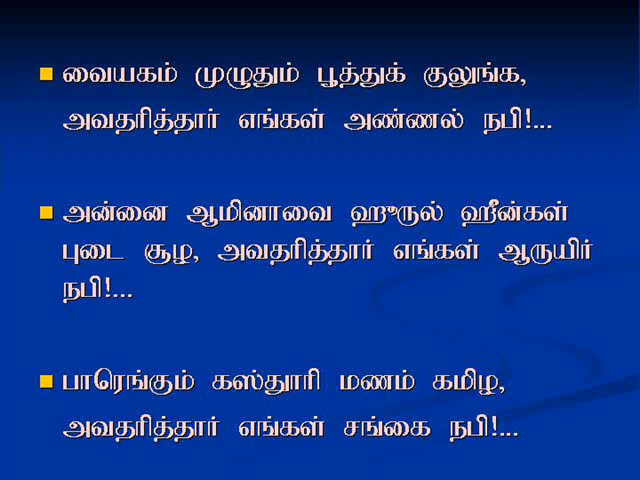 வையகம் முழுதும் பூத்துக் குலுங்க,
அவதரித்தார் எங்கள் அண்ணல் நபி!...
அன்னை ஆமினாவை ஹூருல் ஹீன்கள்
புடை சூழ, அவதரித்தார் எங்கள் ஆருயிர்
நபி!...
பாரெங்கும் கஸ்தூரி மணம் கமிழ,
அவதரித்தார் எங்கள் சங்கை நபி!...